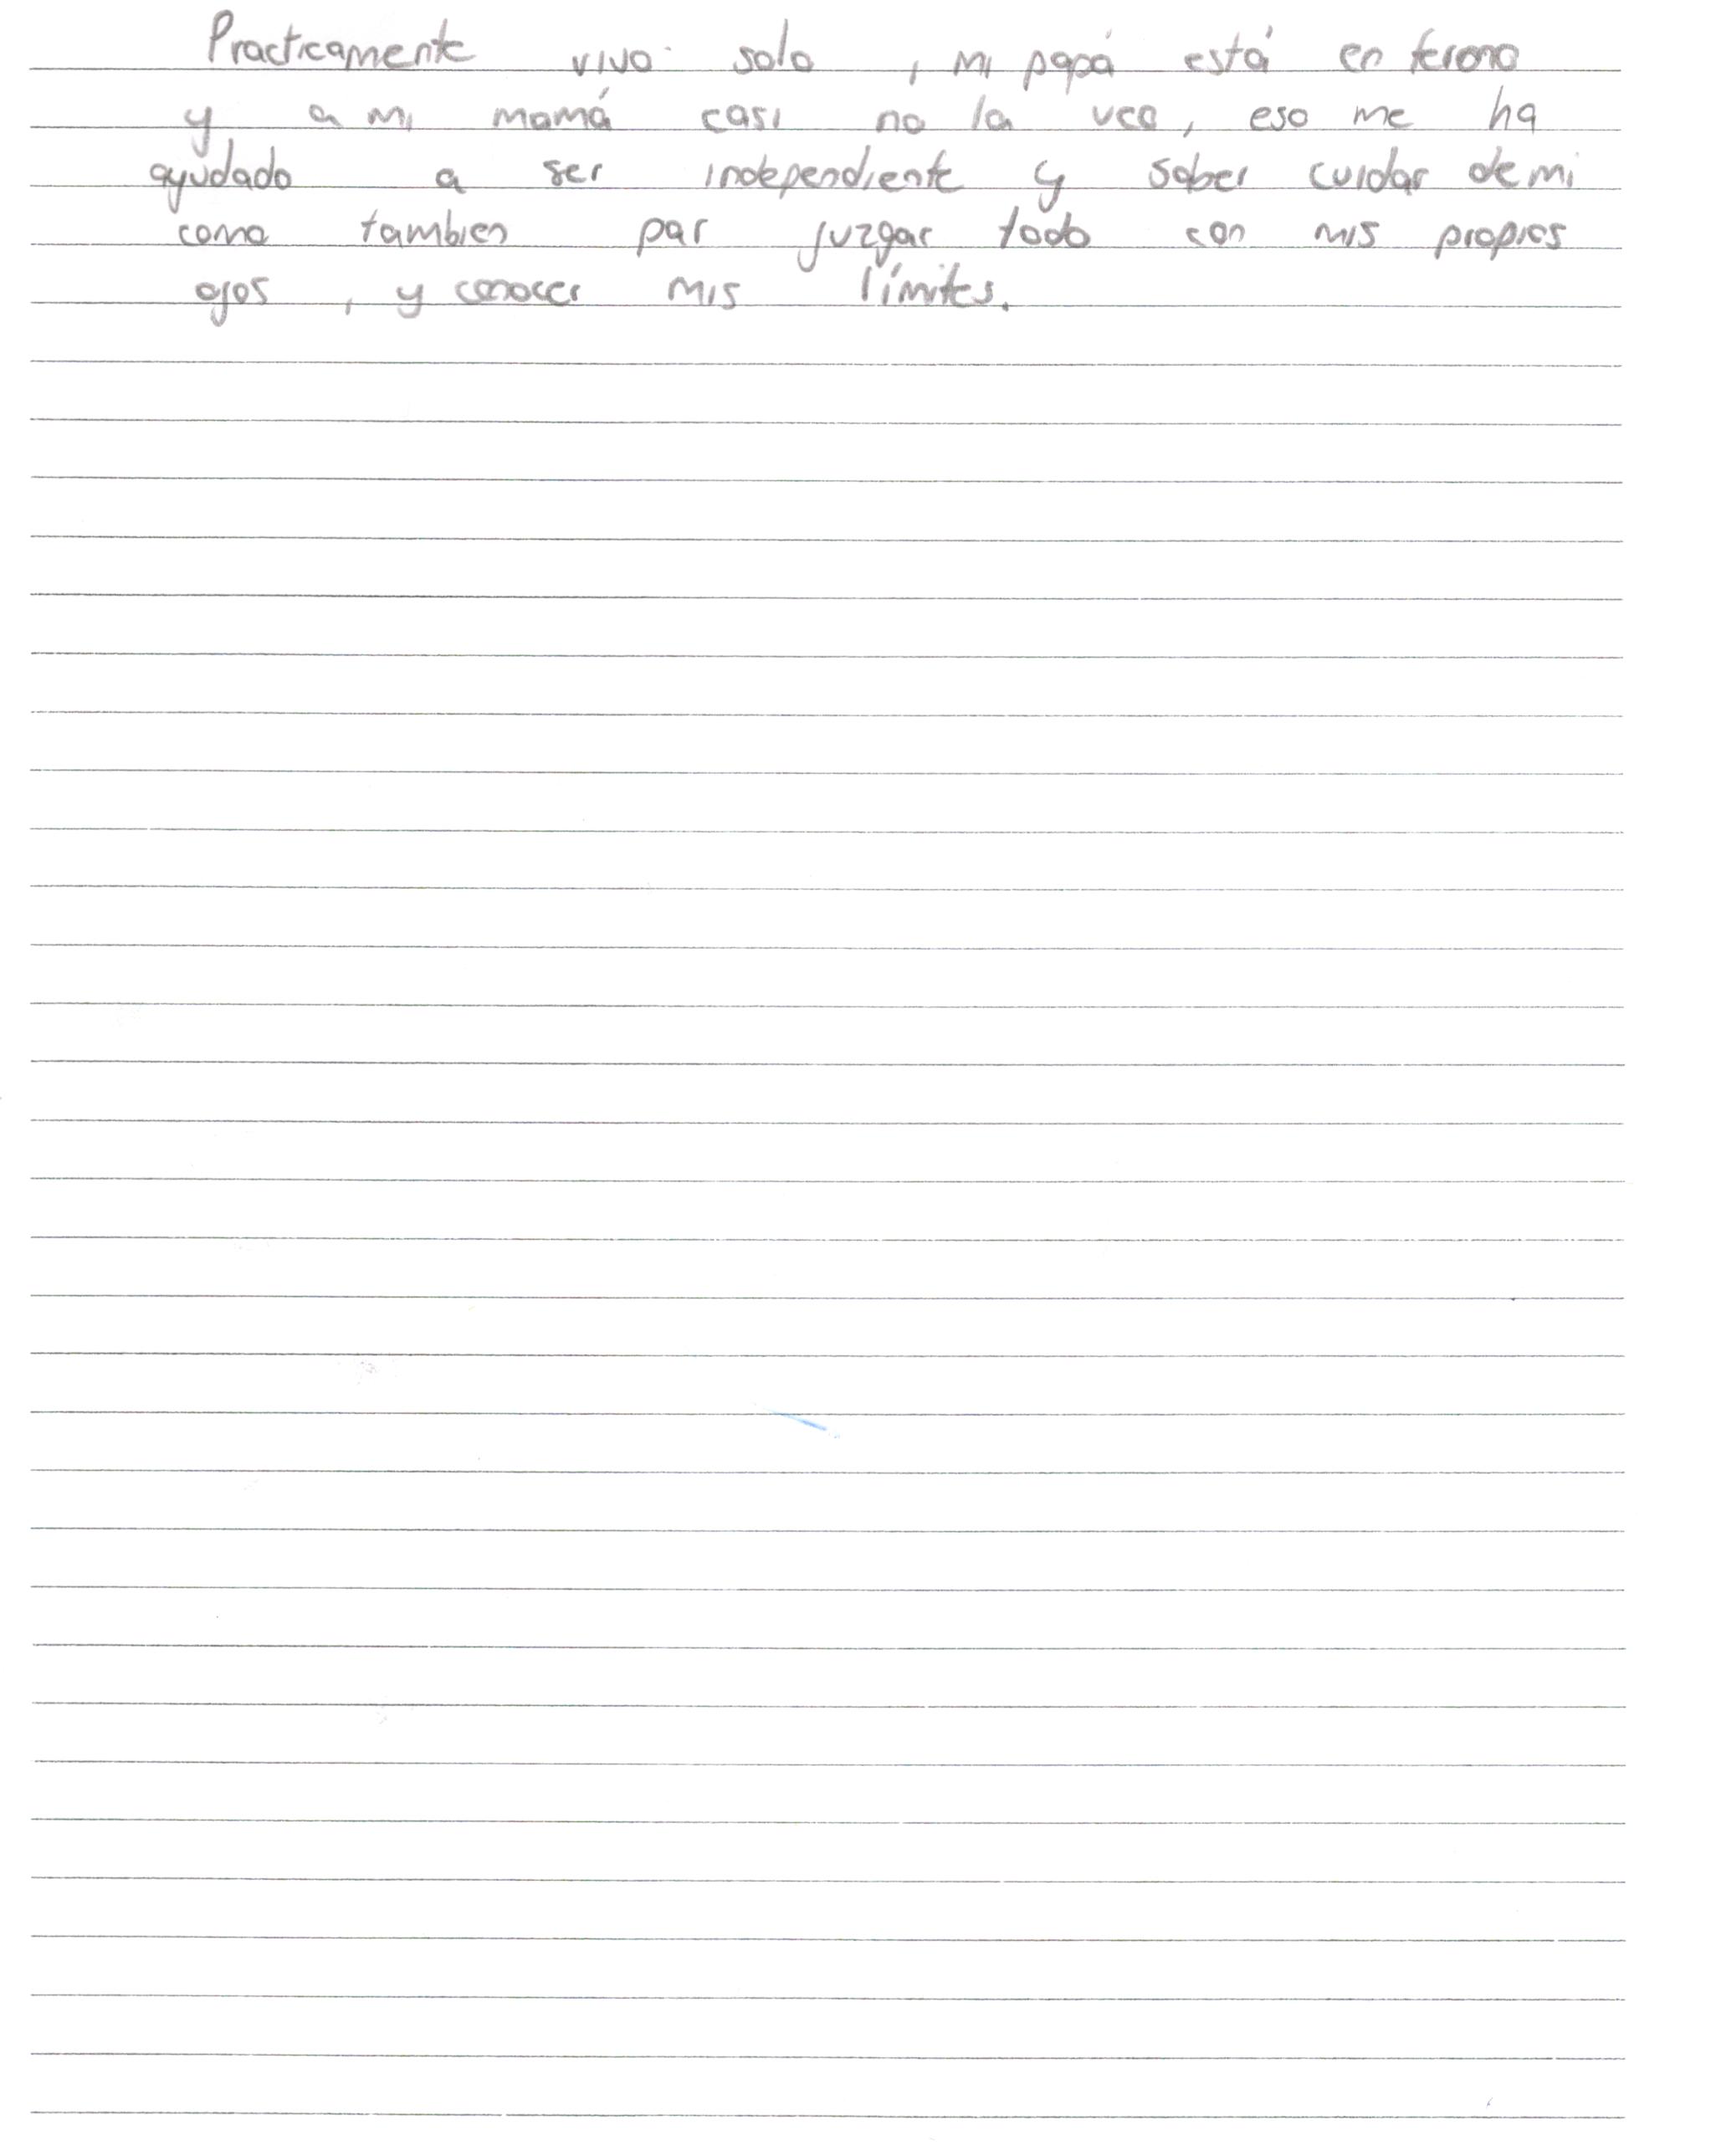 Practicamente vivo solo, mi papá está en
y a mi mamá casi no la veo, eso me ha
ayudado a ser independiente y saber cuidar de mi
como tambien par juzgar todo con mis propios
ojos, y conocer mis límites.